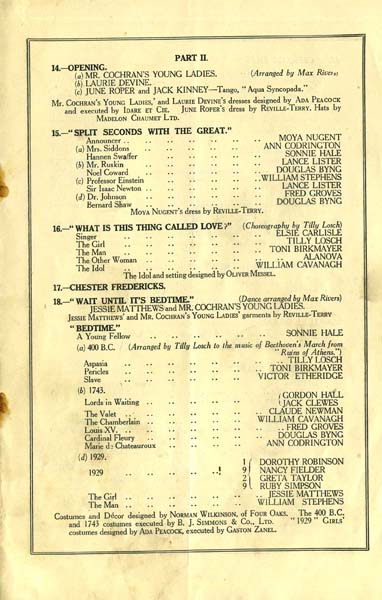 PART II.
14.—OPENING.
(a) MR. COCHRAN'S YOUNG LADIES. (Arranged by Max Rivers)
(b) LAURIE DEVINE.
(c) JUNE ROPER and JACK KINNEY—Tango, "Aqua Syncopada."
MR. COCHRAN'S YOUNG LADIES,' and LAURIE DEVINE'S dresses designed by ADA PEACOCK
and executed by IDARE ET CIE. JUNE ROPER'S dress by REVILLE-TERRY. Hats by
MADELON CHAUMET LTD.
15.—"SPLIT SECONDS WITH THE GREAT."
Announcer .. .. .. .. .. .. MOYA NUGENT
(a) Mrs. Siddons .. .. .. .. .. ANN CODRINGTON
Hannen Swaffer .. .. .. .. .. SONNIE HALE
(b) Mr. Ruskin .. .. .. .. .. LANCE LISTER
Noel Coward .. .. .. .. .. DOUGLAS BYNG
(c) Professor Einstein .. .. .. .. WILLIAM STEPHENS
Sir Isaac Newton .. .. .. .. .. LANCE LISTER
(d) Dr. Johnson .. .. .. .. .. FRED GROVES
Bernard Shaw .. .. .. .. .. DOUGLAS BYNG
MOYA NUGENT'S dress by REVILLE-TERRY.
16.—"WHAT IS THIS THING CALLED LOVE?" (Choreography by Tilly Losch)
Singer .. .. .. .. .. ELSIE CARLISLE
The Girl .. .. .. .. .. TILLY LOSCH
The Man .. .. .. .. .. TONI BIRKMAYER
The Other Woman .. .. .. .. .. ALANOVA
The Idol .. .. .. .. .. WILLIAM CAVANAGH
The Idol and setting designed by OLIVER MESSEL.
17.—CHESTER FREDERICKS.
18.—"WAIT UNTIL IT'S BEDTIME." (Dance arranged by Max Rivers)
JESSIE MATTHEWS and MR. COCHRAN'S YOUNG LADIES.
JESSIE MATTHEWS' and MR. COCHRAN'S YOUNG LADIES' garments by REVILLE-TERRY
"BEDTIME."
A Young Fellow .. .. .. .. .. SONNIE HALE
(a) 400 B.C. (Arranged by Tilly Losch to the music of Beethoven's March from
"Ruins of Athens.")
Aspasia .. .. .. .. .. TILLY LOSCH
Pericles .. .. .. .. .. TONI BIRKMAYER
Slave .. .. .. .. .. VICTOR ETHERIDGE
(b) 1743.
Lords in Waiting .. .. .. .. { GORDON HALL
JACK CLEWES
The Valet .. .. .. .. .. CLAUDE NEWMAN
The Chamberlain .. .. .. .. .. WILLIAM CAVANAGH
Louis XV. .. .. .. .. .. FRED GROVES
Cardinal Fleury .. .. .. .. .. DOUGLAS BYNG
Marie de Chateauroux .. .. .. .. ANN CODRINGTON
(d) 1929.
1 DOROTHY ROBINSON
1929 .. .. .. .. 9 NANCY FIELDER
2 GRETA TAYLOR
9 RUBY SIMPSON
The Girl .. .. .. .. .. JESSIE MATTHEWS
The Man .. .. .. .. .. WILLIAM STEPHENS
Costumes and Décor designed by NORMAN WILKINSON, of FOUR OAKS. The 400 B.C.
and 1743 costumes executed by B. J. SIMMONS & CO., LTD. "1929" GIRLS'
costumes designed by ADA PEACOCK, executed by GASTON ZANEL.